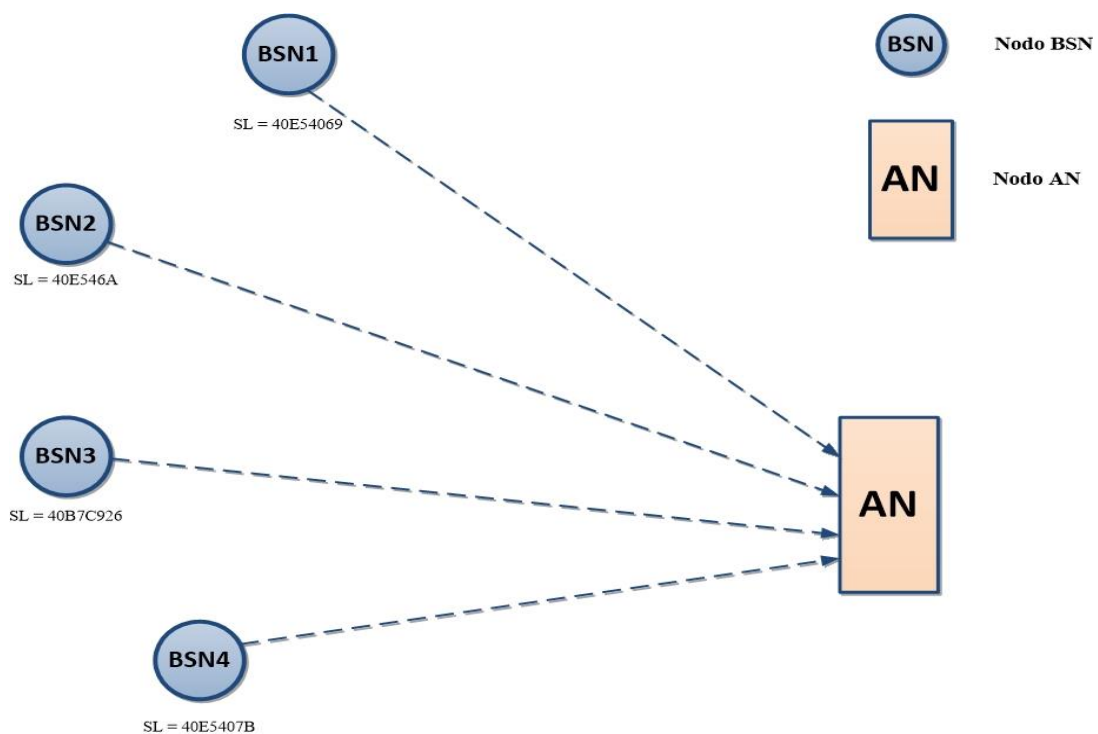 BSN1
SL = 40E54069
BSN
Nodo BSN
AN
Nodo AN
BSN2
SL = 40E546A
BSN3
SL = 40B7C926
AN
BSN4
SL = 40E5407B